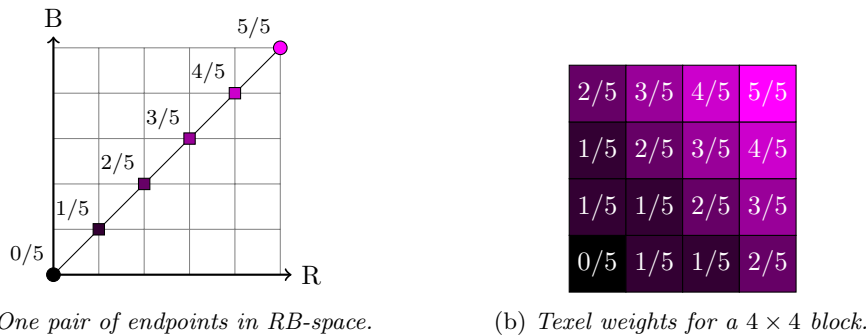 B
5/5
4/5
3/5
2/5
1/5
0/5
R
One pair of endpoints in RB-space.
2/5 3/5 4/5 5/5
1/5 2/5 3/5 4/5
1/5 1/5 2/5 3/5
0/5 1/5 1/5 2/5
(b) Texel weights for a 4 × 4 block.